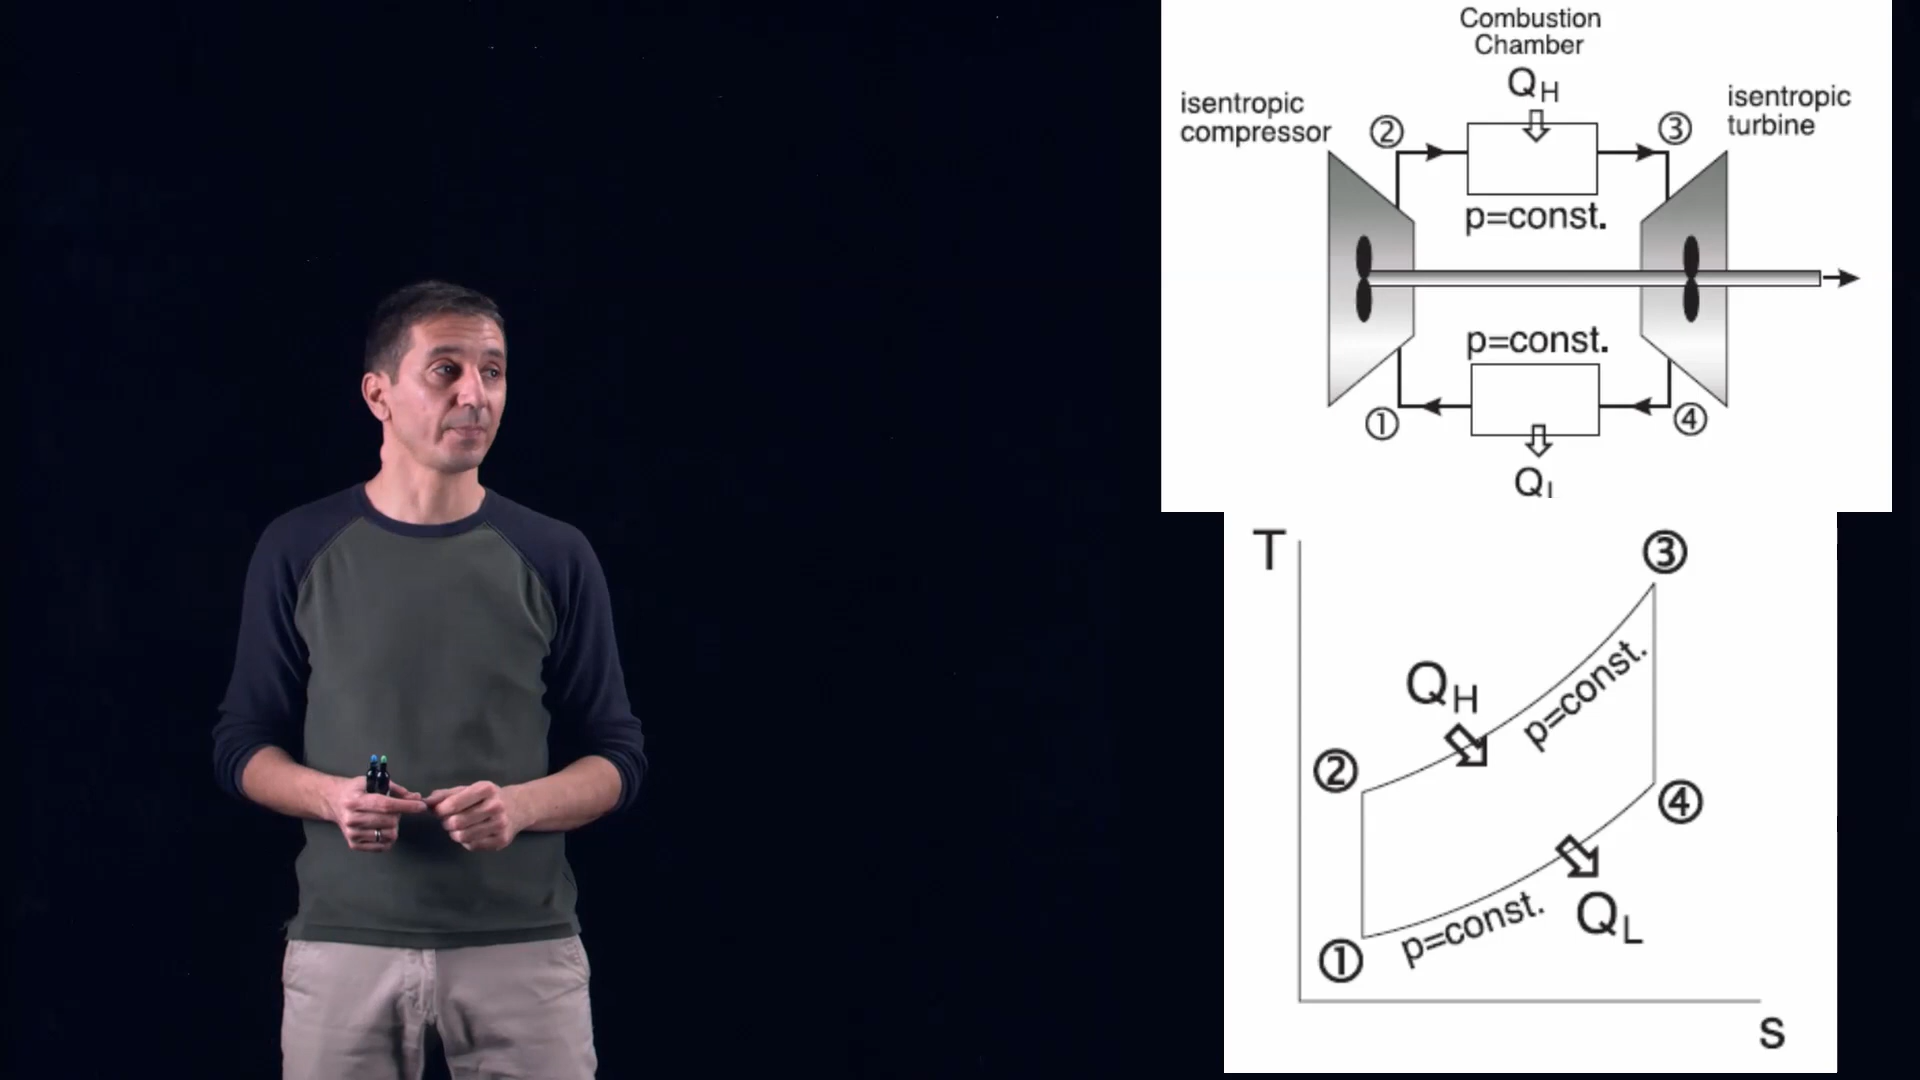 Combustion
Chamber
Q_H
isentropic
compressor
isentropic
turbine
②
③
p=const.
p=const.
①
④
Q_L
T
③
Q_H
p=const.
②
④
p=const.
Q_L
①
s